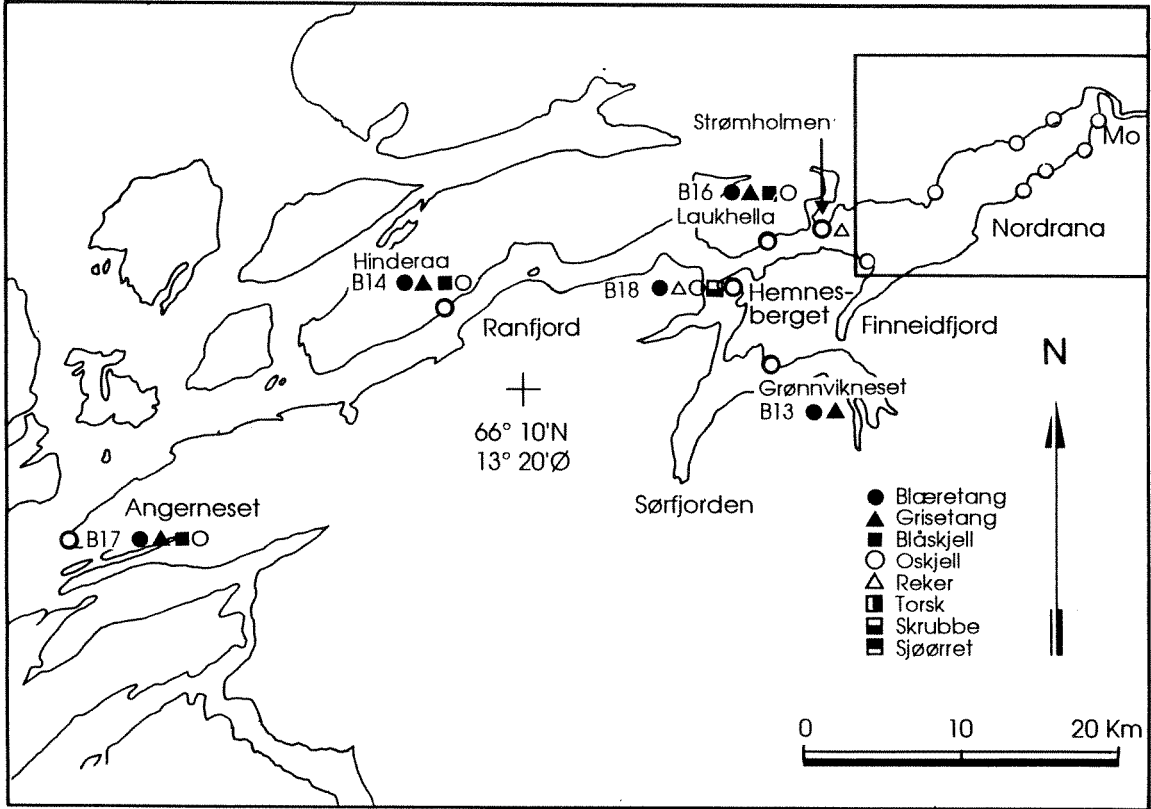 Strømholmen
Mo
B16
Laukhella
Nordrana
Hinderaa
B14
B18
Hemnes-
berget
Ranfjord
Finneidfjord
N
Grønnvikneset
B13
66° 10'N
13° 20'Ø
Sørfjorden
Angerneset
B17
Blæretang
Grisetang
Blåskjell
Oskjell
Reker
Torsk
Skrubbe
Sjøørret
0 10 20 Km